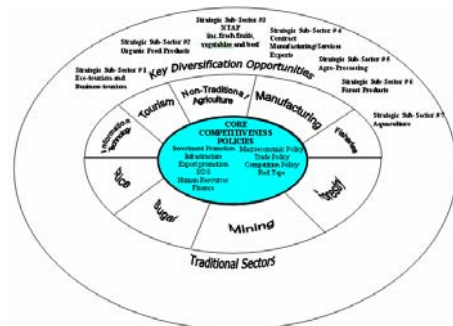 Strategic Sub-Sector #3
NTAP
Inc. fresh fruits,
vegetables and beef
Strategic Sub-Sector #4
Contract
Manufacturing/Services
Exports
Strategic Sub-Sector #2
Organic Food Products
Strategic Sub-Sector #5
Agro-Processing
Strategic Sub-Sector #1
Eco-tourism and
Business-tourism
Key Diversification Opportunities
Strategic Sub-Sector #6
Forest Products
Strategic Sub-Sector #7
Aquaculture
Information
Technology
Tourism
Non-Traditional
Agriculture
Manufacturing
Fisheries
CORE
COMPETITIVENESS
POLICIES
Investment Promotion
Infrastructure
Export promotion
Human Resource/
Finance
Macroeconomic Policy
Trade Policy
Competition Policy
Red Tape
Rice
Sugar
Mining
Forestry
Traditional Sectors